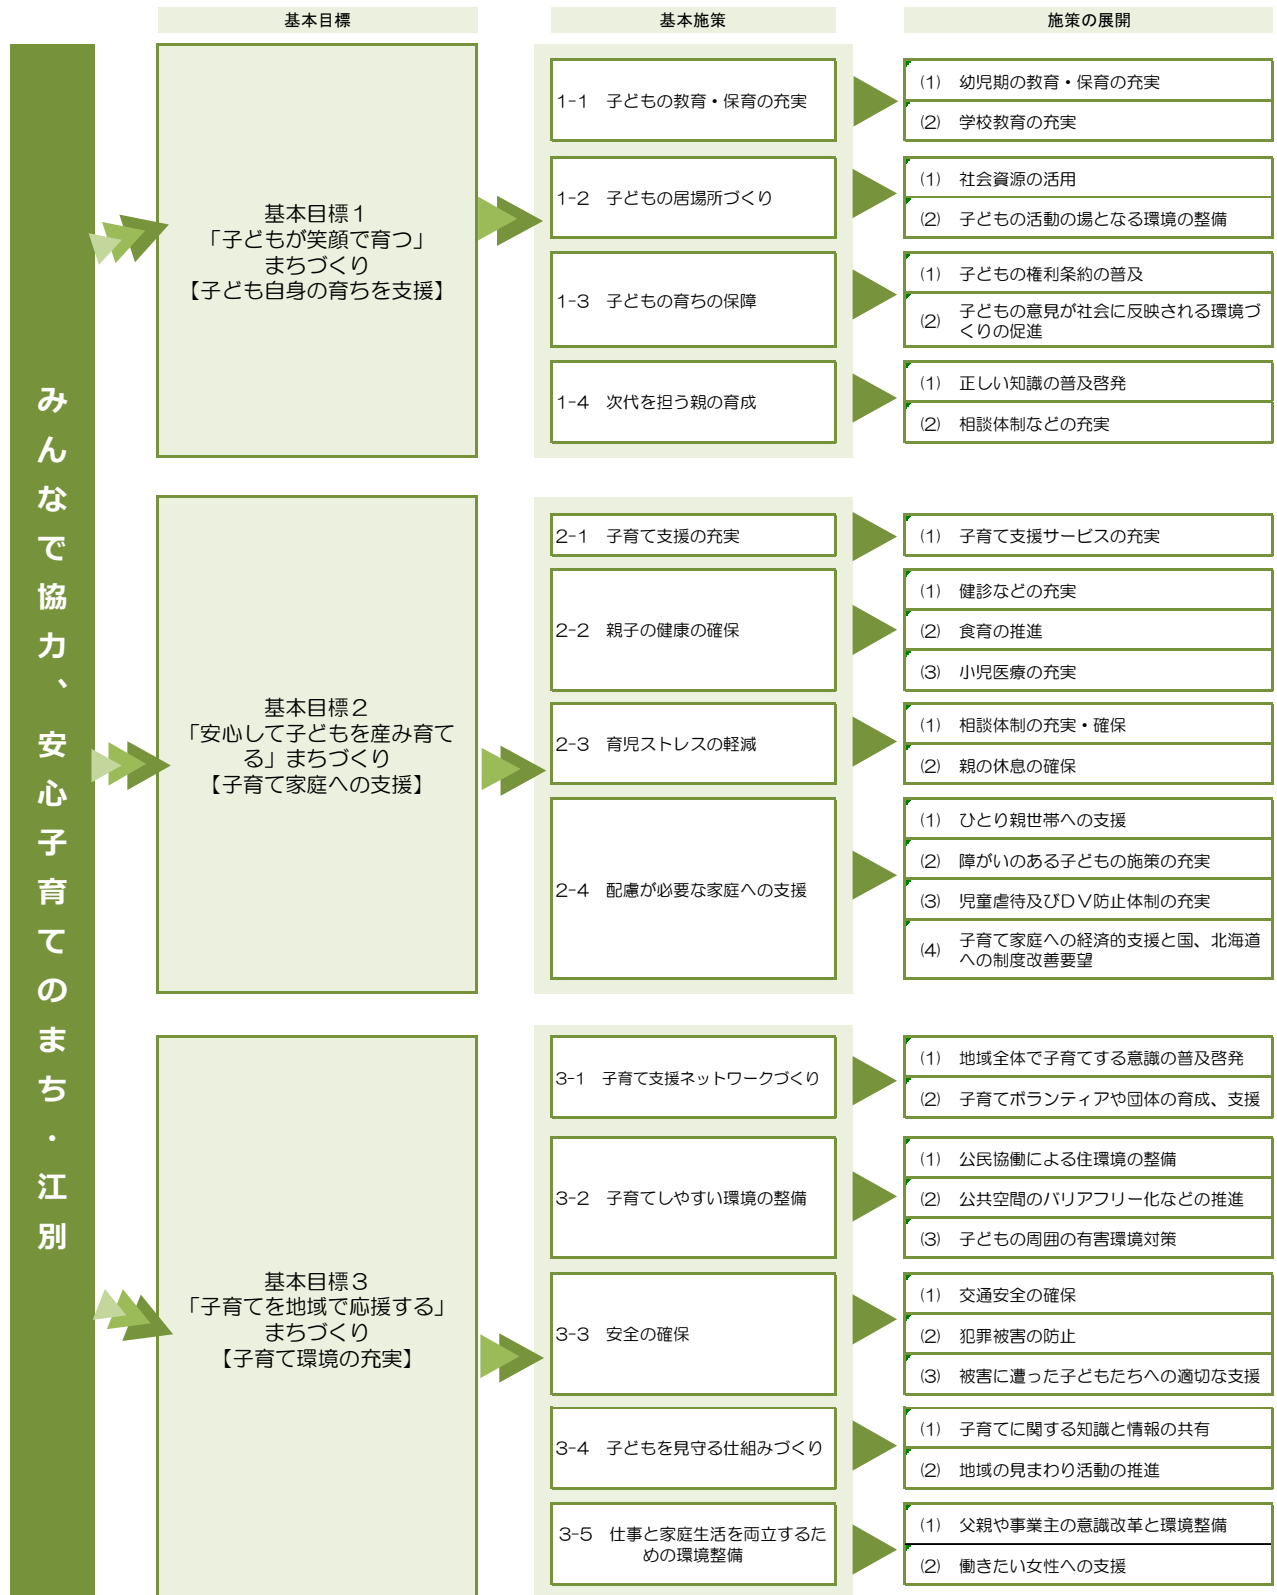 基本目標
基本施策
施策の展開
みんなで協力、安心子育てのまち・江別
基本目標１
「子どもが笑顔で育つ」
まちづくり
【子ども自身の育ちを支援】
1-1　子どもの教育・保育の充実
(1)　幼児期の教育・保育の充実
(2)　学校教育の充実
1-2　子どもの居場所づくり
(1)　社会資源の活用
(2)　子どもの活動の場となる環境の整備
1-3　子どもの育ちの保障
(1)　子どもの権利条約の普及
(2)　子どもの意見が社会に反映される環境づ
くりの促進
1-4　次代を担う親の育成
(1)　正しい知識の普及啓発
(2)　相談体制などの充実
基本目標２
「安心して子どもを産み育て
る」まちづくり
【子育て家庭への支援】
2-1　子育て支援の充実
(1)　子育て支援サービスの充実
2-2　親子の健康の確保
(1)　健診などの充実
(2)　食育の推進
(3)　小児医療の充実
2-3　育児ストレスの軽減
(1)　相談体制の充実・確保
(2)　親の休息の確保
2-4　配慮が必要な家庭への支援
(1)　ひとり親世帯への支援
(2)　障がいのある子どもの施策の充実
(3)　児童虐待及びＤＶ防止体制の充実
(4)　子育て家庭への経済的支援と国、北海道
への制度改善要望
基本目標３
「子育てを地域で応援する」
まちづくり
【子育て環境の充実】
3-1　子育て支援ネットワークづくり
(1)　地域全体で子育てする意識の普及啓発
(2)　子育てボランティアや団体の育成、支援
3-2　子育てしやすい環境の整備
(1)　公民協働による住環境の整備
(2)　公共空間のバリアフリー化などの推進
(3)　子どもの周囲の有害環境対策
3-3　安全の確保
(1)　交通安全の確保
(2)　犯罪被害の防止
(3)　被害に遭った子どもたちへの適切な支援
3-4　子どもを見守る仕組みづくり
(1)　子育てに関する知識と情報の共有
(2)　地域の見まわり活動の推進
3-5　仕事と家庭生活を両立するた
めの環境整備
(1)　父親や事業主の意識改革と環境整備
(2)　働きたい女性への支援